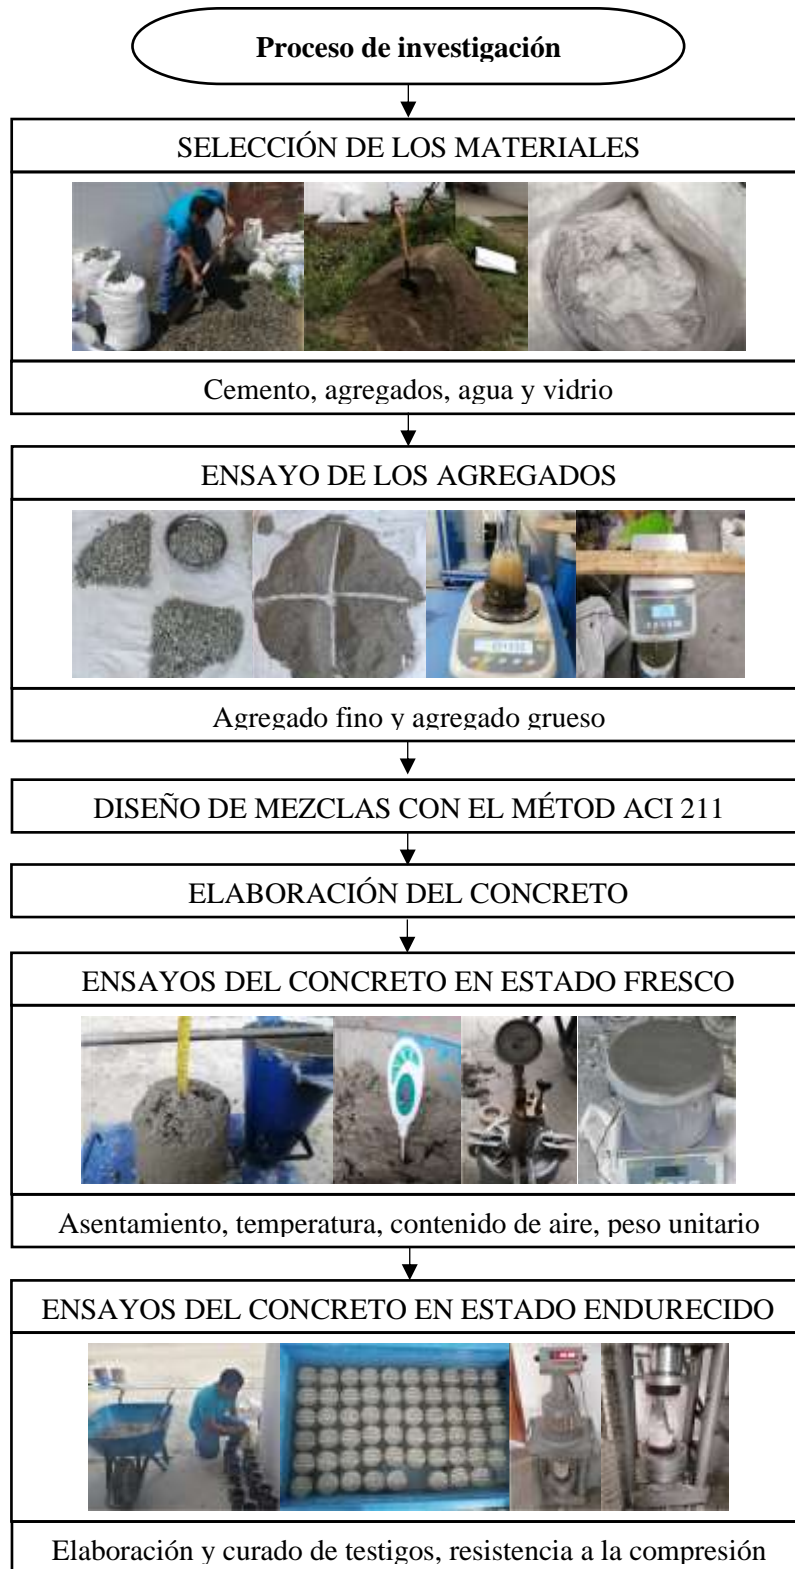 Proceso de investigación
SELECCIÓN DE LOS MATERIALES
Cemento, agregados, agua y vidrio
ENSAYO DE LOS AGREGADOS
Agregado fino y agregado grueso
DISEÑO DE MEZCLAS CON EL MÉTOD ACI 211
ELABORACIÓN DEL CONCRETO
ENSAYOS DEL CONCRETO EN ESTADO FRESCO
Asentamiento, temperatura, contenido de aire, peso unitario
ENSAYOS DEL CONCRETO EN ESTADO ENDURECIDO
Elaboración y curado de testigos, resistencia a la compresión